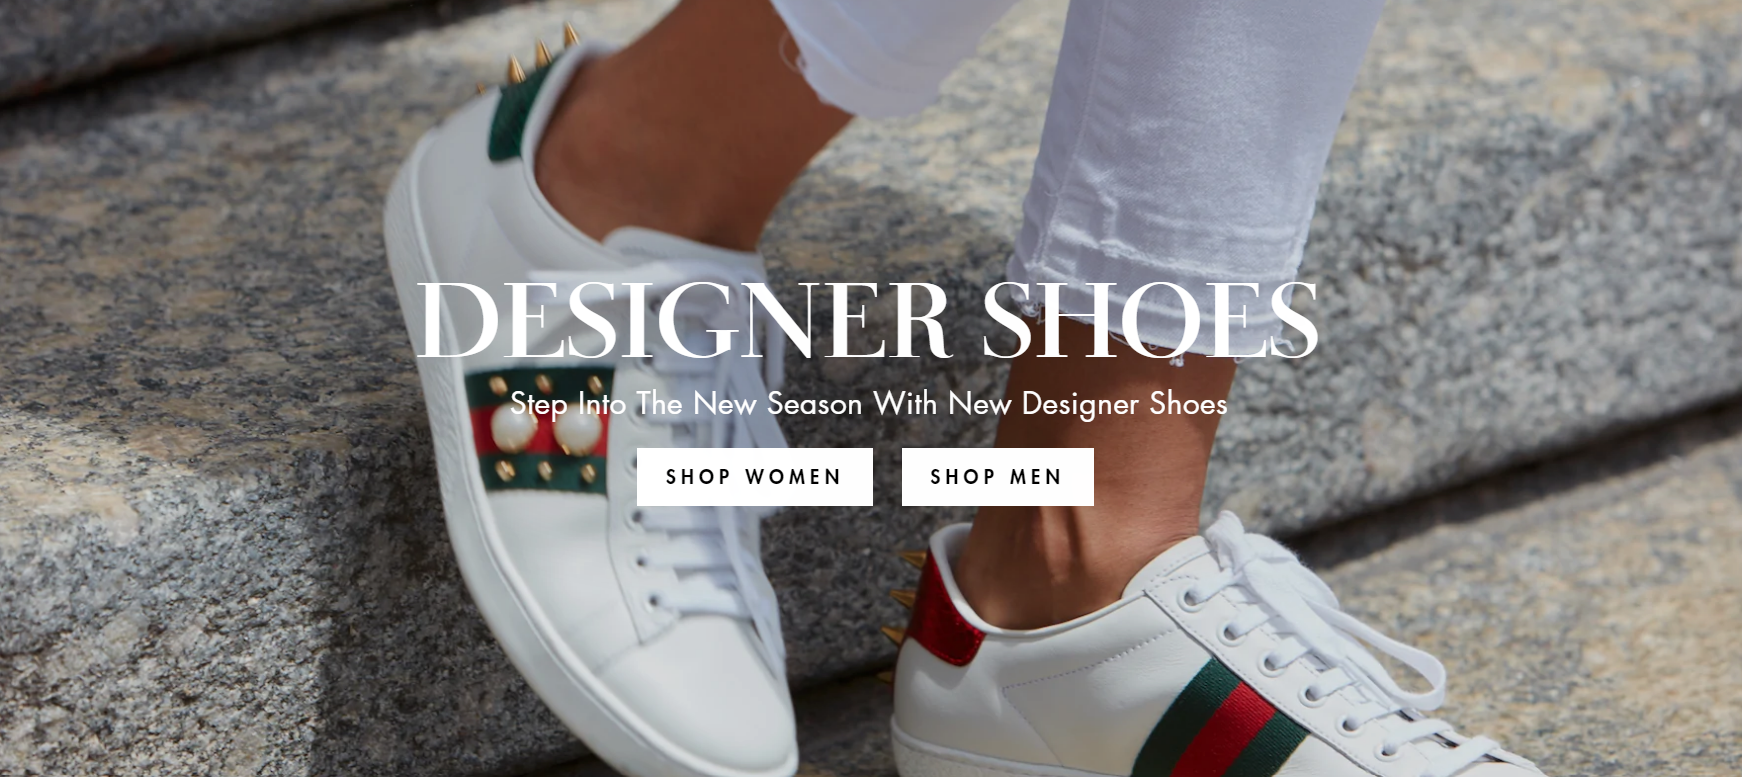 DESIGNER SHOES
Step Into The New Season With New Designer Shoes
SHOP WOMEN
SHOP MEN